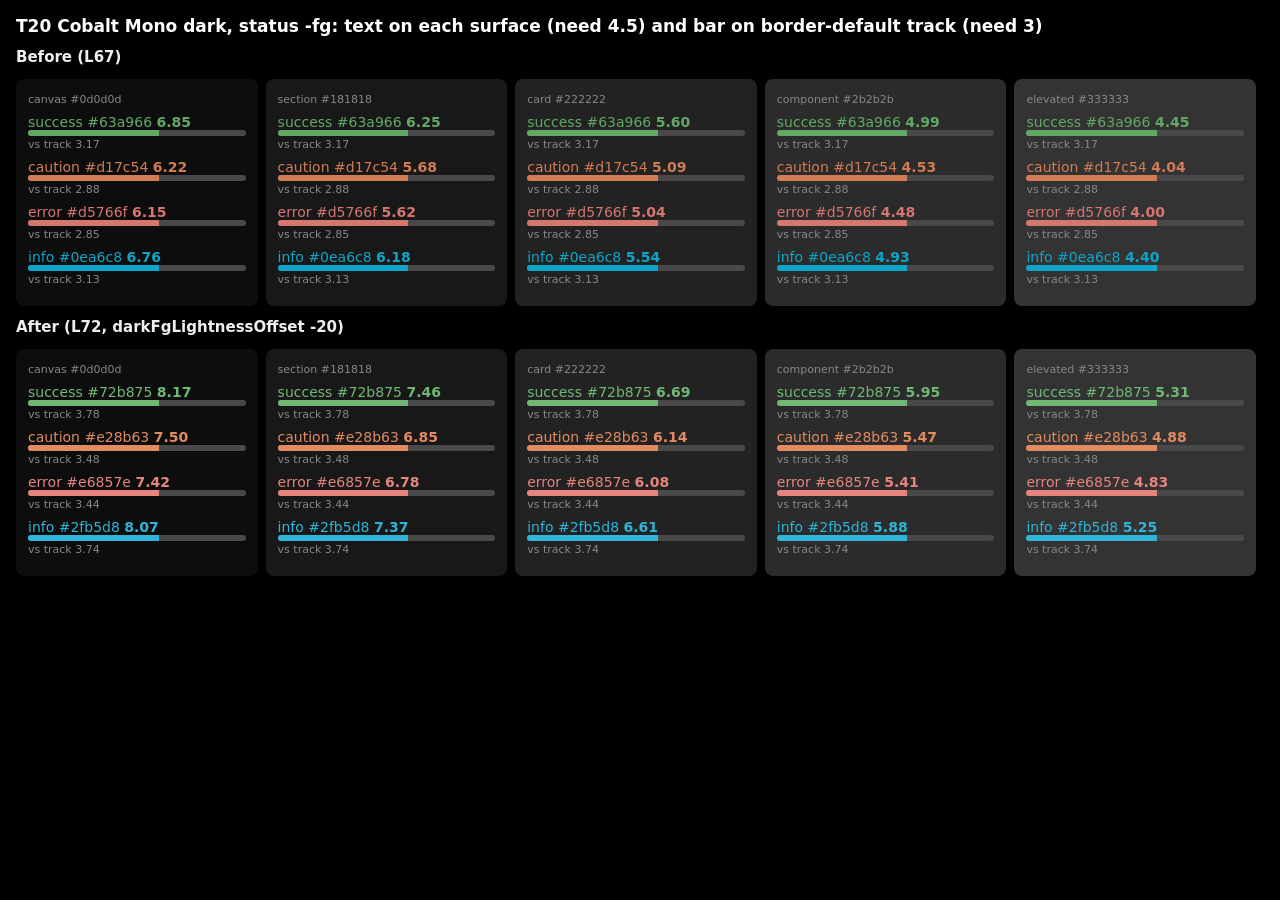 T20 Cobalt Mono dark, status -fg: text on each surface (need 4.5) and bar on border-default track (need 3)
Before (L67)
canvas #0d0d0d
success #63a966 6.85
vs track 3.17
caution #d17c54 6.22
vs track 2.88
error #d5766f 6.15
vs track 2.85
info #0ea6c8 6.76
vs track 3.13
section #181818
success #63a966 6.25
vs track 3.17
caution #d17c54 5.68
vs track 2.88
error #d5766f 5.62
vs track 2.85
info #0ea6c8 6.18
vs track 3.13
card #222222
success #63a966 5.60
vs track 3.17
caution #d17c54 5.09
vs track 2.88
error #d5766f 5.04
vs track 2.85
info #0ea6c8 5.54
vs track 3.13
component #2b2b2b
success #63a966 4.99
vs track 3.17
caution #d17c54 4.53
vs track 2.88
error #d5766f 4.48
vs track 2.85
info #0ea6c8 4.93
vs track 3.13
elevated #333333
success #63a966 4.45
vs track 3.17
caution #d17c54 4.04
vs track 2.88
error #d5766f 4.00
vs track 2.85
info #0ea6c8 4.40
vs track 3.13
After (L72, darkFgLightnessOffset -20)
canvas #0d0d0d
success #72b875 8.17
vs track 3.78
caution #e28b63 7.50
vs track 3.48
error #e6857e 7.42
vs track 3.44
info #2fb5d8 8.07
vs track 3.74
section #181818
success #72b875 7.46
vs track 3.78
caution #e28b63 6.85
vs track 3.48
error #e6857e 6.78
vs track 3.44
info #2fb5d8 7.37
vs track 3.74
card #222222
success #72b875 6.69
vs track 3.78
caution #e28b63 6.14
vs track 3.48
error #e6857e 6.08
vs track 3.44
info #2fb5d8 6.61
vs track 3.74
component #2b2b2b
success #72b875 5.95
vs track 3.78
caution #e28b63 5.47
vs track 3.48
error #e6857e 5.41
vs track 3.44
info #2fb5d8 5.88
vs track 3.74
elevated #333333
success #72b875 5.31
vs track 3.78
caution #e28b63 4.88
vs track 3.48
error #e6857e 4.83
vs track 3.44
info #2fb5d8 5.25
vs track 3.74